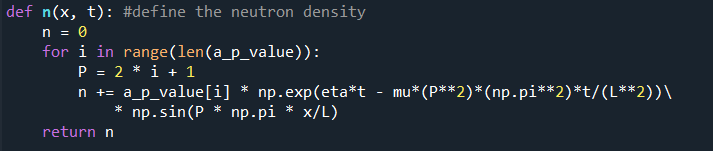 def n(x, t): #define the neutron density
    n = 0
    for i in range(len(a_p_value)):
        P = 2 * i + 1
        n += a_p_value[i] * np.exp(eta*t - mu*(P**2)*(np.pi**2)*t/(L**2))\
            * np.sin(P * np.pi * x/L)
    return n